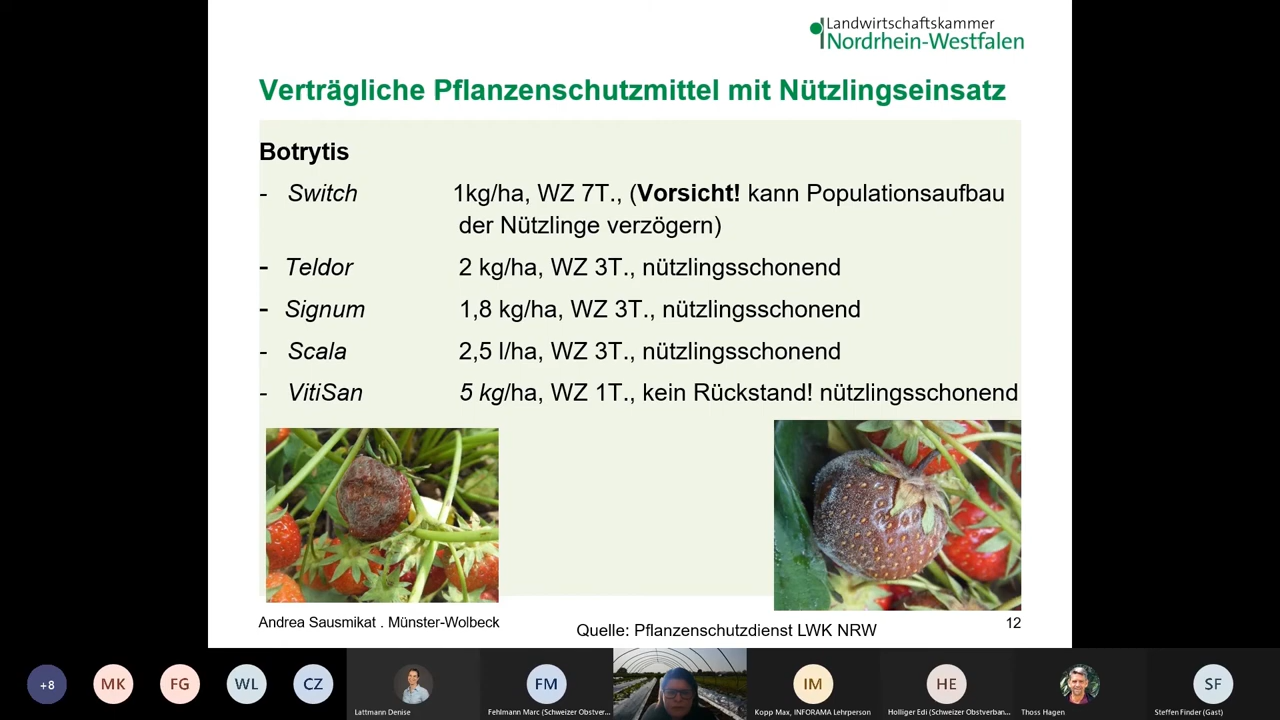 Landwirtschaftskammer
Nordrhein-Westfalen
Verträgliche Pflanzenschutzmittel mit Nützlingseinsatz
Botrytis
- Switch 1kg/ha, WZ 7T., (Vorsicht! kann Populationsaufbau
der Nützlinge verzögern)
- Teldor 2 kg/ha, WZ 3T., nützlingsschonend
- Signum 1,8 kg/ha, WZ 3T., nützlingsschonend
- Scala 2,5 l/ha, WZ 3T., nützlingsschonend
- VitiSan 5 kg/ha, WZ 1T., kein Rückstand! nützlingsschonend
Andrea Sausmikat . Münster-Wolbeck
Quelle: Pflanzenschutzdienst LWK NRW
12
+8 MK FG WL CZ FM IM HE SF
Lattmann Denise Fehlmann Marc (Schweizer Obstver... Kopp Max, INFORAMA Lehrperson Holliger Edi (Schweizer Obstverban... Thoss Hagen Steffen Finder (Gast)